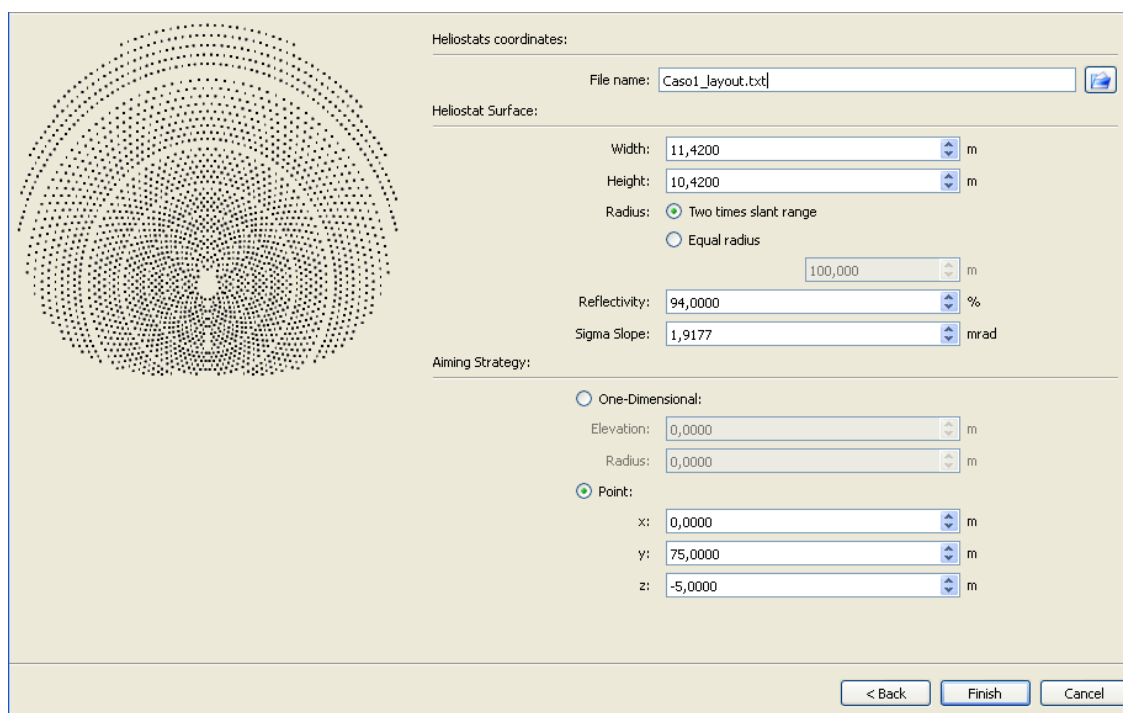 Heliostats coordinates:
File name: Caso1_layout.txt
Heliostat Surface:
Width: 11,4200 m
Height: 10,4200 m
Radius: Two times slant range
Equal radius
100,000 m
Reflectivity: 94,0000 %
Sigma Slope: 1,9177 mrad
Aiming Strategy:
One-Dimensional:
Elevation: 0,0000 m
Radius: 0,0000 m
Point:
x: 0,0000 m
y: 75,0000 m
z: -5,0000 m
< Back Finish Cancel